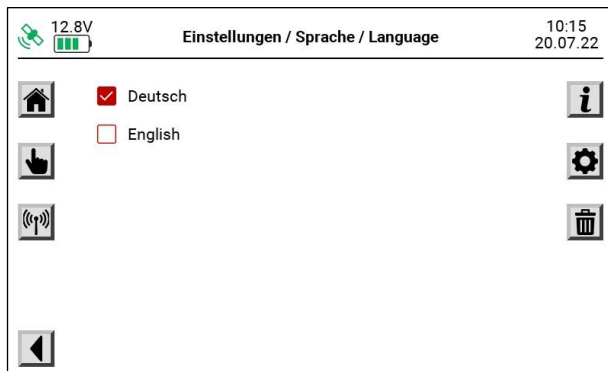 12.8V
Einstellungen / Sprache / Language
10:15
20.07.22
Deutsch
English
i